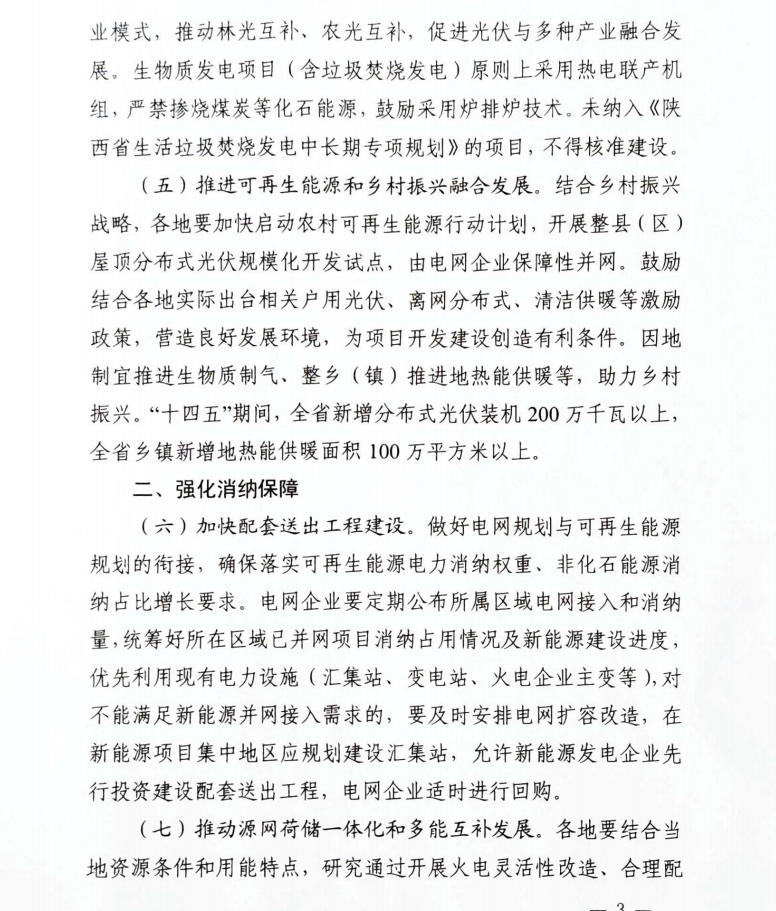 业模式，推动林光互补、农光互补，促进光伏与多种产业融合发
展。生物质发电项目（含垃圾焚烧发电）原则上采用热电联产机
组，严禁掺烧煤炭等化石能源，鼓励采用炉排炉技术。未纳入《陕
西省生活垃圾焚烧发电中长期专项规划》的项目，不得核准建设。
（五）推进可再生能源和乡村振兴融合发展。结合乡村振兴
战略，各地要加快启动农村可再生能源行动计划，开展整县（区）
屋顶分布式光伏规模化开发试点，由电网企业保障性并网。鼓励
结合各地实际出台相关户用光伏、离网分布式、清洁供暖等激励
政策，营造良好发展环境，为项目开发建设创造有利条件。因地
制宜推进生物质制气、整乡（镇）推进地热能供暖等，助力乡村
振兴。“十四五”期间，全省新增分布式光伏装机 200 万千瓦以上，
全省乡镇新增地热能供暖面积 100 万平方米以上。
二、强化消纳保障
（六）加快配套送出工程建设。做好电网规划与可再生能源
规划的衔接，确保落实可再生能源电力消纳权重、非化石能源消
纳占比增长要求。电网企业要定期公布所属区域电网接入和消纳
量，统筹好所在区域已并网项目消纳占用情况及新能源建设进度，
优先利用现有电力设施（汇集站、变电站、火电企业主变等），对
不能满足新能源并网接入需求的，要及时安排电网扩容改造，在
新能源项目集中地区应规划建设汇集站，允许新能源发电企业先
行投资建设配套送出工程，电网企业适时进行回购。
（七）推动源网荷储一体化和多能互补发展。各地要结合当
地资源条件和用能特点，研究通过开展火电灵活性改造、合理配
— 3 —